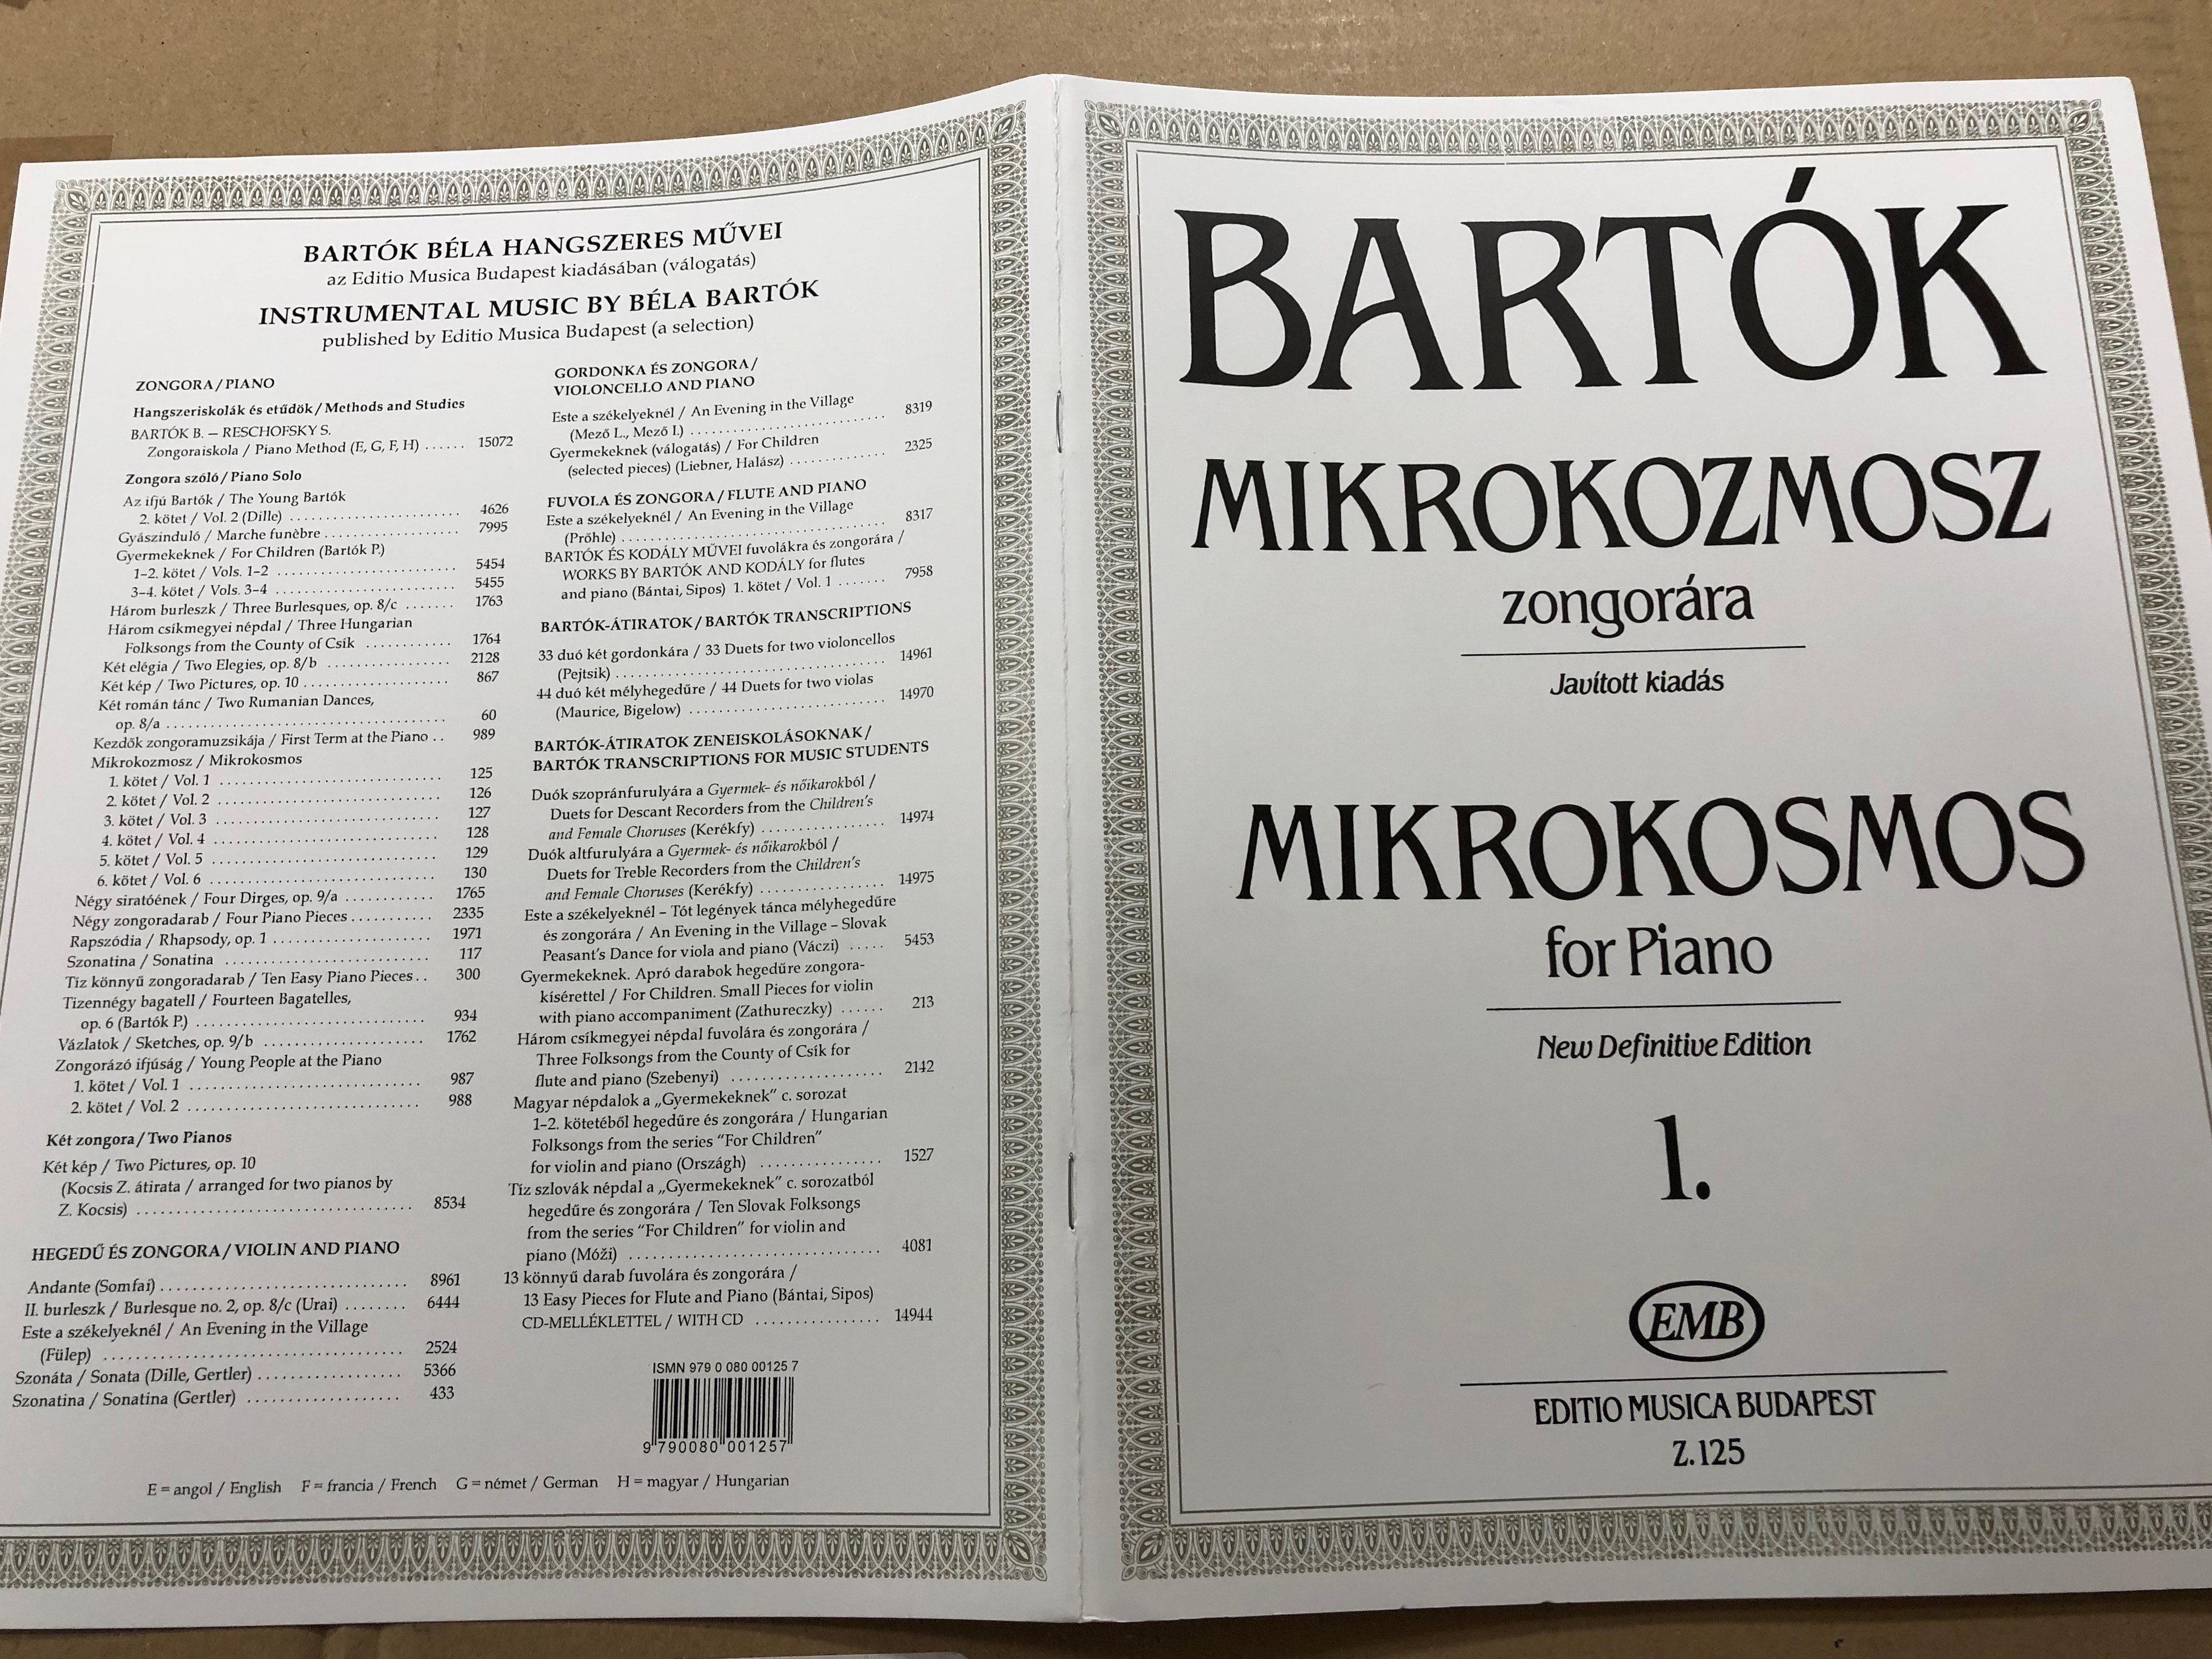 BARTÓK BÉLA HANGSZERES MŰVEI
az Editio Musica Budapest kiadásában (válogatás)
INSTRUMENTAL MUSIC BY BÉLA BARTÓK
published by Editio Musica Budapest (a selection)
ZONGORA/PIANO
Hangszeriskolák és etűdök/Methods and Studies
BARTÓK B. – RESCHOFSKY S.
Zongoraiskola / Piano Method (E, G, F, H) ...... 15072
Zongora szóló/Piano Solo
Az ifjú Bartók / The Young Bartók
2. kötet / Vol. 2 (Dille) ........................ 4626
Gyászinduló / Marche funèbre ................... 7995
Gyermekeknek / For Children (Bartók P.)
1–2. kötet / Vols. 1–2 ......................... 5454
3–4. kötet / Vols. 3–4 ......................... 5455
Három burleszk / Three Burlesques, op. 8/c ....... 1763
Három csíkmegyei népdal / Three Hungarian
Folksongs from the County of Csík ............ 1764
Két elégia / Two Elegies, op. 8/b ................. 2128
Két kép / Two Pictures, op. 10 .................... 867
Két román tánc / Two Rumanian Dances,
op. 8/a ....................................... 60
Kezdők zongoramuzsikája / First Term at the Piano .. 989
Mikrokozmosz / Mikrokosmos
1. kötet / Vol. 1 ............................... 125
2. kötet / Vol. 2 ............................... 126
3. kötet / Vol. 3 ............................... 127
4. kötet / Vol. 4 ............................... 128
5. kötet / Vol. 5 ............................... 129
6. kötet / Vol. 6 ............................... 130
Négy siratóének / Four Dirges, op. 9/a ............ 1765
Négy zongoradarab / Four Piano Pieces ........... 2335
Rapszódia / Rhapsody, op. 1 ...................... 1971
Szonatina / Sonatina ............................ 117
Tíz könnyű zongoradarab / Ten Easy Piano Pieces .. 300
Tizennégy bagatell / Fourteen Bagatelles,
op. 6 (Bartók P.) ................................ 934
Vázlatok / Sketches, op. 9/b ...................... 1762
Zongorázó ifjúság / Young People at the Piano
1. kötet / Vol. 1 ................................ 987
2. kötet / Vol. 2 ................................ 988
Két zongora/Two Pianos
Két kép / Two Pictures, op. 10
(Kocsis Z. átirata / arranged for two pianos by
Z. Kocsis) ...................................... 8534
HEGEDŰ ÉS ZONGORA/VIOLIN AND PIANO
Andante (Somfai) .................................. 8961
II. burleszk / Burlesque no. 2, op. 8/c (Urai) ........ 6444
Este a székelyeknél / An Evening in the Village
(Fülep) ......................................... 2524
Szonáta / Sonata (Dille, Gertler) .................... 5366
Szonatina / Sonatina (Gertler) ................... 433
GORDONKA ÉS ZONGORA/
VIOLONCELLO AND PIANO
Este a székelyeknél / An Evening in the Village
(Mező L., Mező I.) ........................... 8319
Gyermekeknek (válogatás) / For Children
(selected pieces) (Liebner, Halász) .............. 2325
FUVOLA ÉS ZONGORA/FLUTE AND PIANO
Este a székelyeknél / An Evening in the Village
(Prőhle) ..................................... 8317
BARTÓK ÉS KODÁLY MŰVEI fuvolákra és zongorára /
WORKS BY BARTÓK AND KODÁLY for flutes
and piano (Bántai, Sipos) 1. kötet / Vol. 1 ....... 7958
BARTÓK-ÁTIRATOK/BARTÓK TRANSCRIPTIONS
33 duó két gordonkára / 33 Duets for two violoncellos
(Pejtsik) ...................................... 14961
44 duó két mélyhegedűre / 44 Duets for two violas
(Maurice, Bigelow) ............................ 14970
BARTÓK-ÁTIRATOK ZENEISKOLÁSOKNAK/
BARTÓK TRANSCRIPTIONS FOR MUSIC STUDENTS
Duók szopránfurulyára a Gyermek- és nőikarokból /
Duets for Descant Recorders from the Children's
and Female Choruses (Kerékfy) ................. 14974
Duók altfurulyára a Gyermek- és nőikarokból /
Duets for Treble Recorders from the Children's
and Female Choruses (Kerékfy) ................. 14975
Este a székelyeknél – Tót legények tánca mélyhegedűre
és zongorára / An Evening in the Village – Slovak
Peasant's Dance for viola and piano (Váczi) ..... 5453
Gyermekeknek. Apró darabok hegedűre zongora-
kísérettel / For Children. Small Pieces for violin
with piano accompaniment (Zathureczky) ...... 213
Három csíkmegyei népdal fuvolára és zongorára /
Three Folksongs from the County of Csík for
flute and piano (Szebenyi) ..................... 2142
Magyar népdalok a „Gyermekeknek” c. sorozat
1–2. kötetéből hegedűre és zongorára / Hungarian
Folksongs from the series “For Children”
for violin and piano (Országh) ................ 1527
Tíz szlovák népdal a „Gyermekeknek” c. sorozatból
hegedűre és zongorára / Ten Slovak Folksongs
from the series “For Children” for violin and
piano (Móži) ................................. 4081
13 könnyű darab fuvolára és zongorára /
13 Easy Pieces for Flute and Piano (Bántai, Sipos)
CD-MELLÉKLETTEL / WITH CD ................ 14944
ISMN 979 0 080 00125 7
9 790080 001257
E = angol / English F = francia / French G = német / German H = magyar / Hungarian
BARTÓK
MIKROKOZMOSZ
zongorára
Javított kiadás
MIKROKOSMOS
for Piano
New Definitive Edition
1.
EMB
EDITIO MUSICA BUDAPEST
Z.125